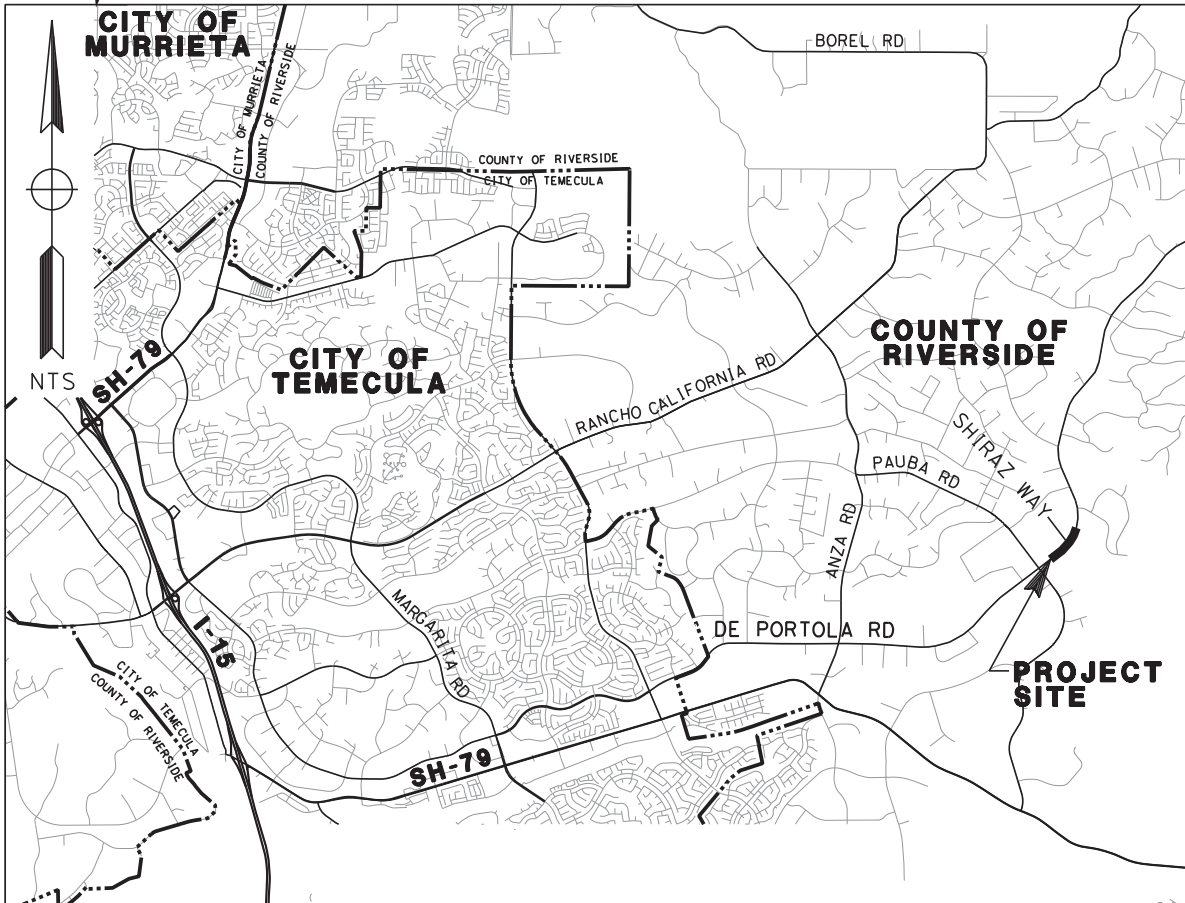 CITY OF
MURRIETA
BOREL RD
CITY OF MURRIETA
COUNTY OF RIVERSIDE
COUNTY OF RIVERSIDE
CITY OF TEMECULA
COUNTY OF
RIVERSIDE
CITY OF
TEMECULA
SH-79
NTS
RANCHO CALIFORNIA RD
SHIRAZ WAY
PAUBA RD
ANZA RD
MARGARITA RD
I-15
DE PORTOLA RD
CITY OF TEMECULA
COUNTY OF RIVERSIDE
PROJECT
SITE
SH-79